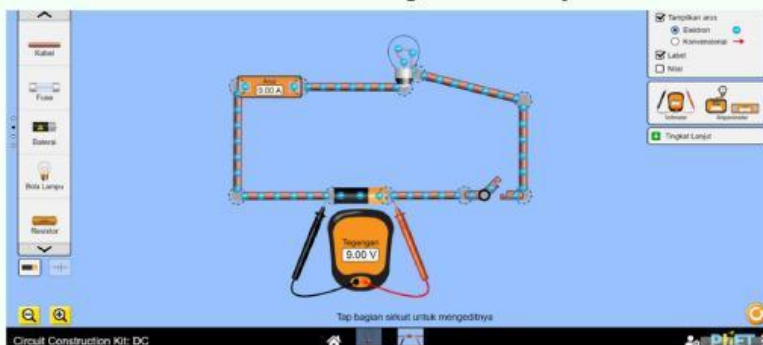 Kabel
Fuse
Baterai
Bola Lampu
Resistor
Arus
9.00 A
Tegangan
9.00 V
Tap bagian sirkuit untuk mengeditnya
Tampilkan arus
Elektron
Konvensional
Label
Nilai
Voltmeter
Amperemeter
Tingkat Lanjut
Circuit Construction Kit: DC
PhET